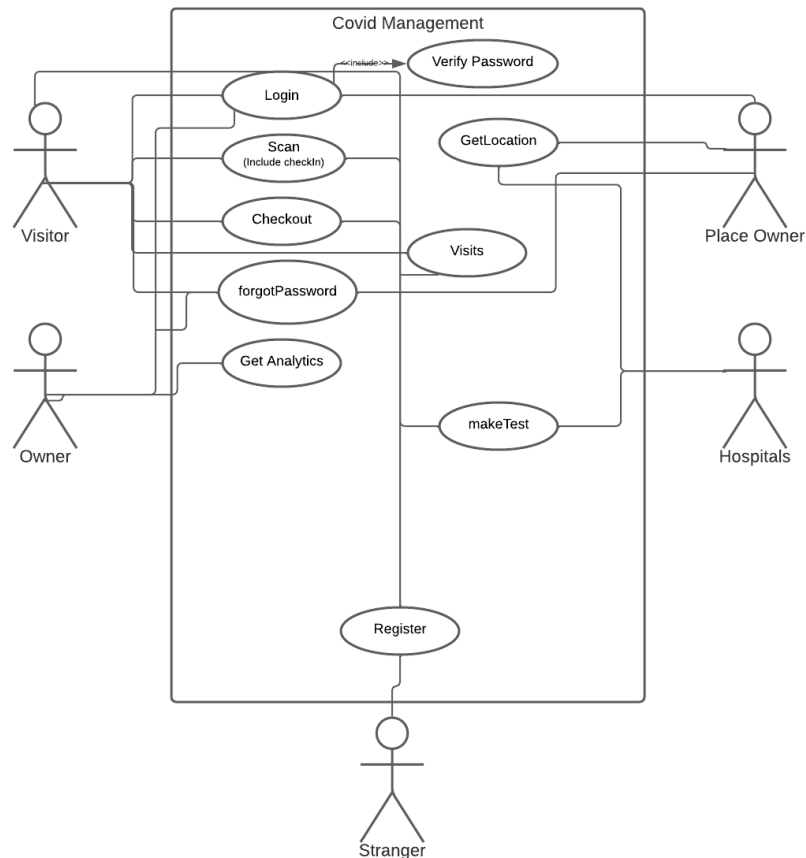 Covid Management
<<include>>
Verify Password
Login
Scan
(Include checkIn)
GetLocation
Checkout
Visitor
Place Owner
Visits
forgotPassword
Get Analytics
makeTest
Owner
Hospitals
Register
Stranger